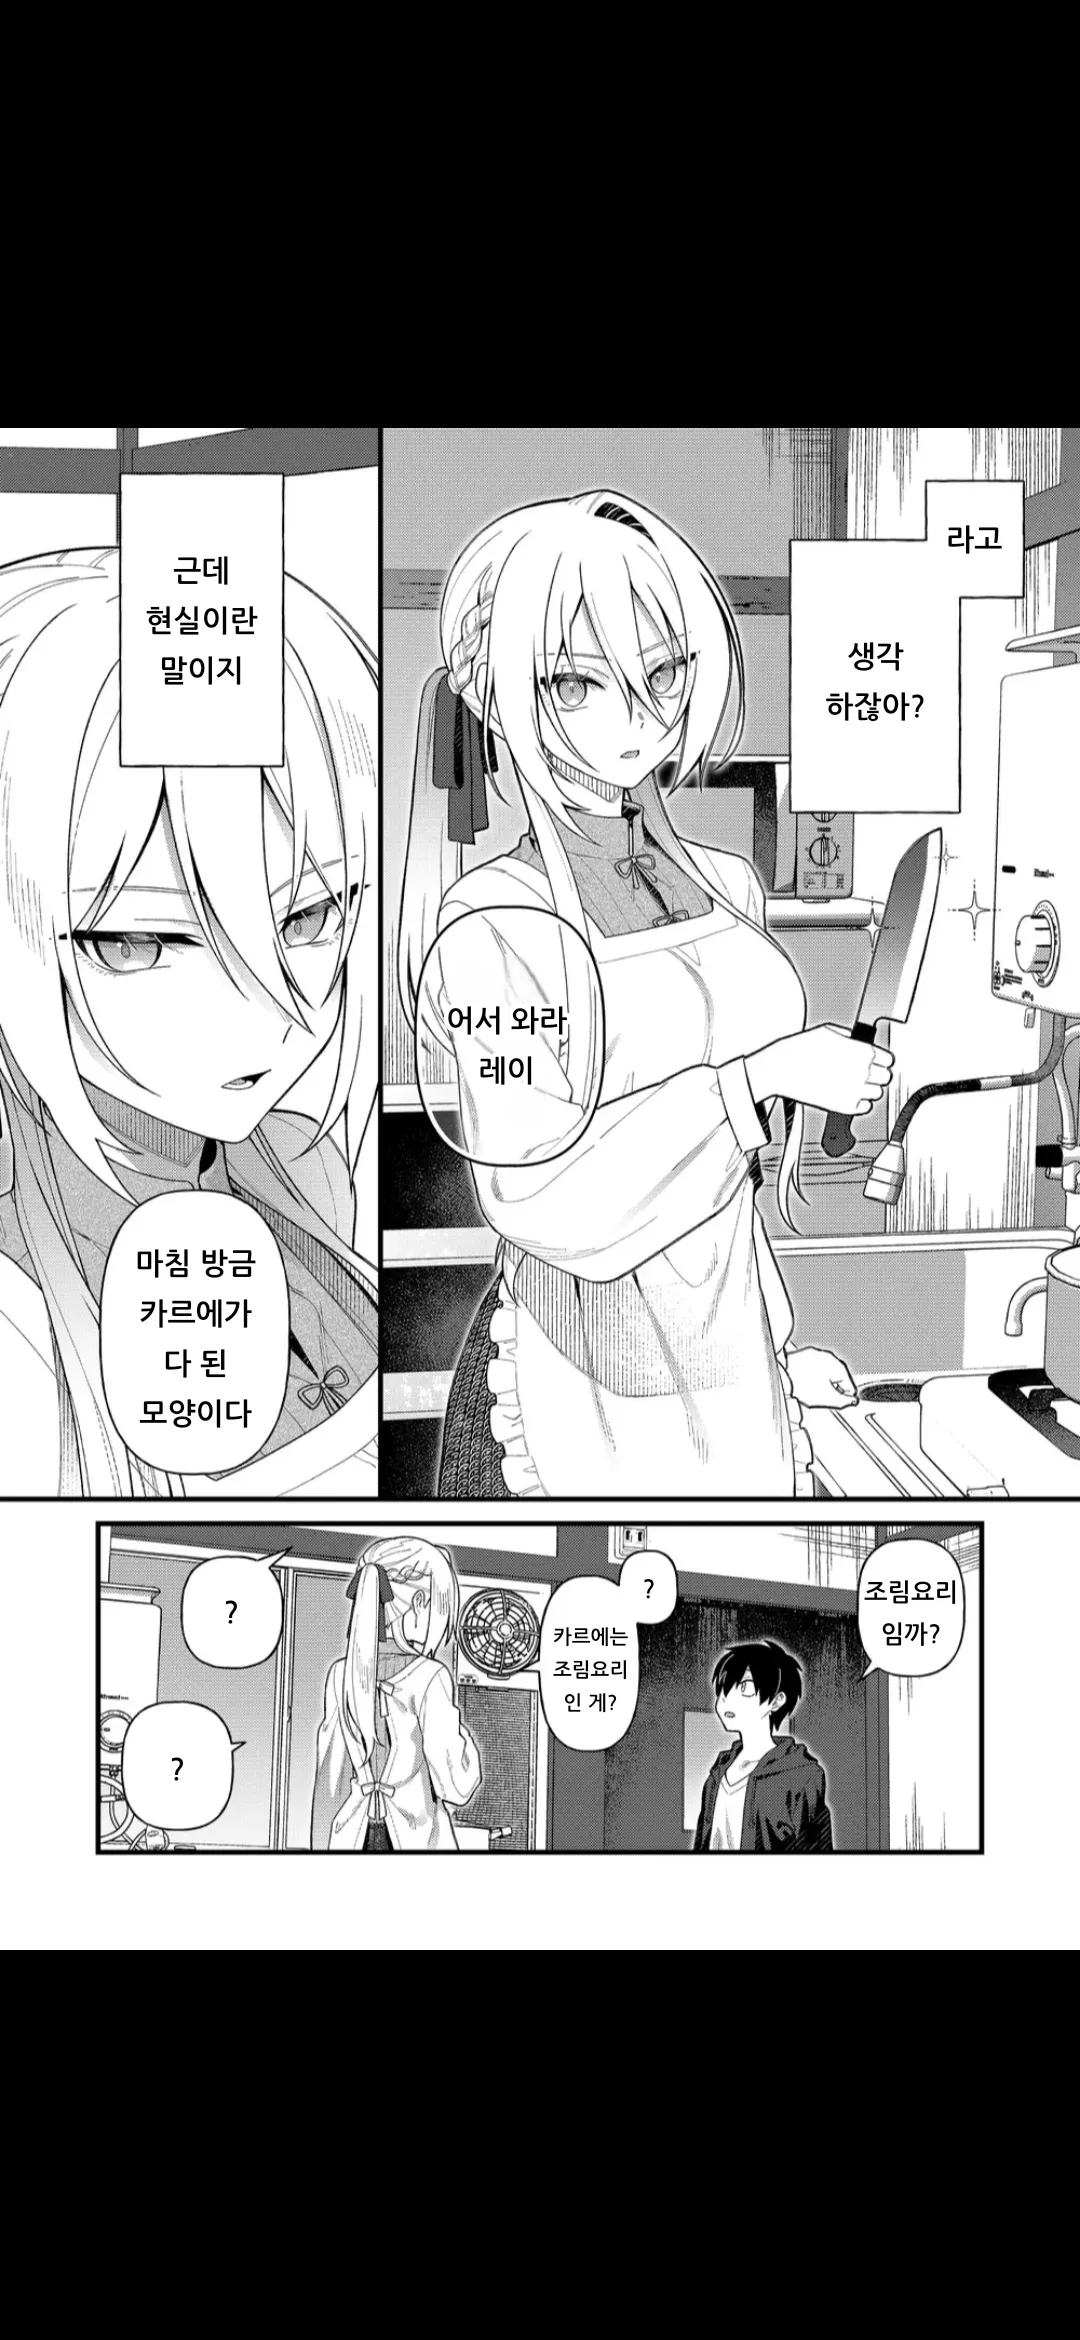 라고
생각
하잖아?
어서 와라
레이
근데
현실이란
말이지
마침 방금
카르에가
다 된
모양이다
조림요리
임까?
?
카르에는
조림요리
인 게?
?
?